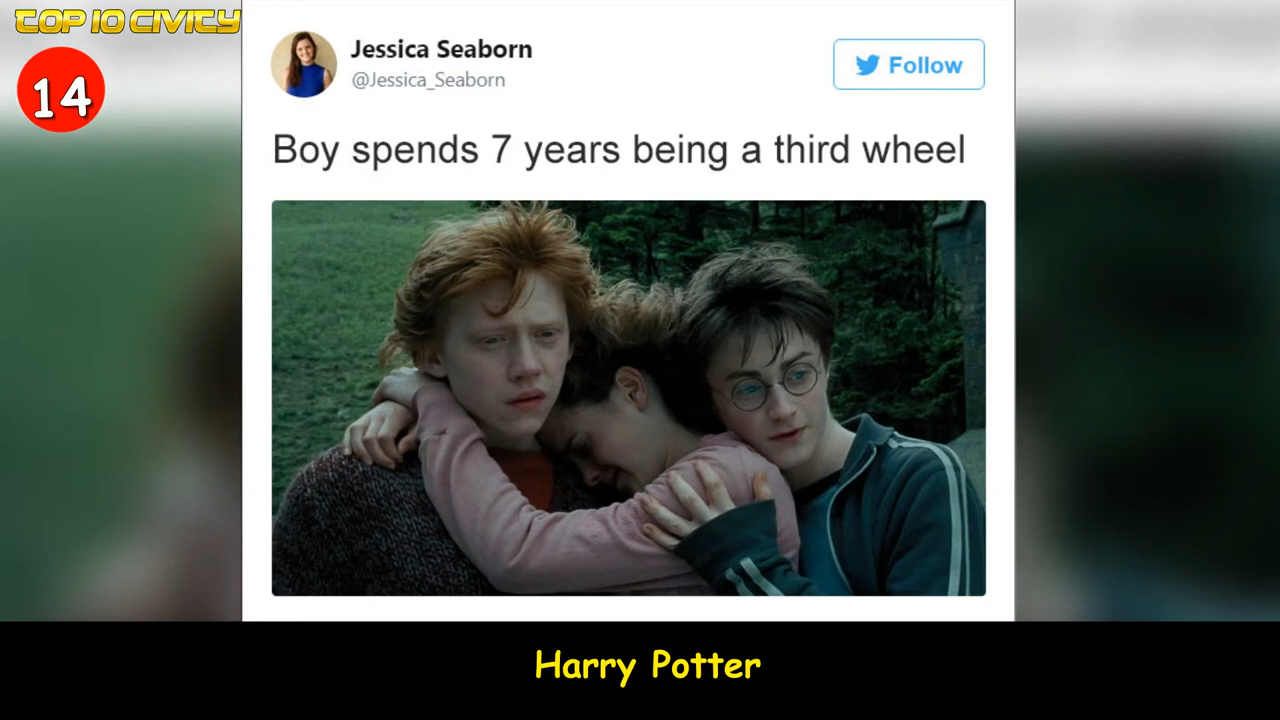 TOP 10 CIVITY
14
Jessica Seaborn
@Jessica_Seaborn
Follow
Boy spends 7 years being a third wheel
Harry Potter